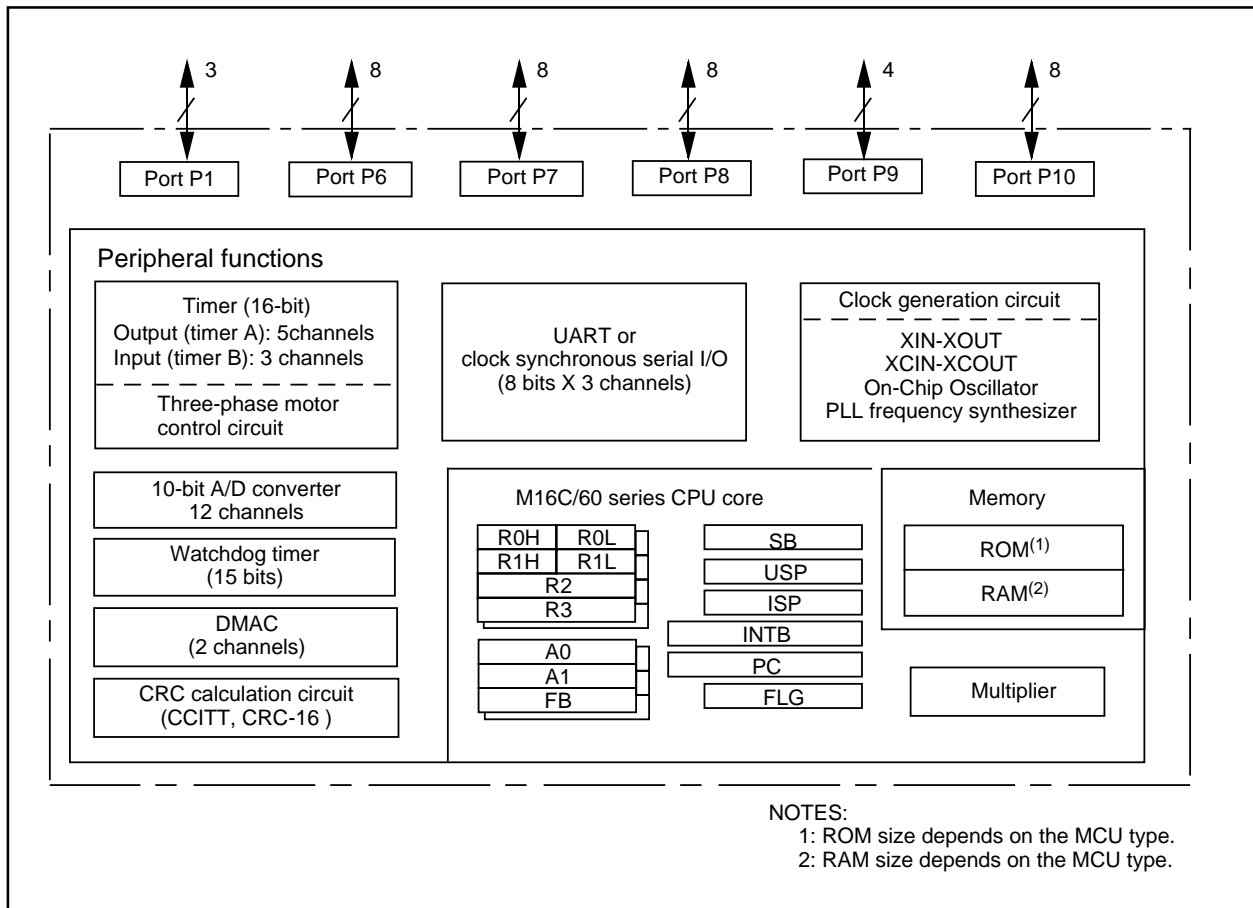 3
8
8
8
4
8
Port P1
Port P6
Port P7
Port P8
Port P9
Port P10
Peripheral functions
Timer (16-bit)
Output (timer A): 5channels
Input (timer B): 3 channels
Three-phase motor
control circuit
UART or
clock synchronous serial I/O
(8 bits X 3 channels)
Clock generation circuit
XIN-XOUT
XCIN-XCOUT
On-Chip Oscillator
PLL frequency synthesizer
10-bit A/D converter
12 channels
Watchdog timer
(15 bits)
DMAC
(2 channels)
CRC calculation circuit
(CCITT, CRC-16 )
M16C/60 series CPU core
R0H
R0L
R1H
R1L
R2
R3
A0
A1
FB
SB
USP
ISP
INTB
PC
FLG
Memory
ROM(1)
RAM(2)
Multiplier
NOTES:
1: ROM size depends on the MCU type.
2: RAM size depends on the MCU type.